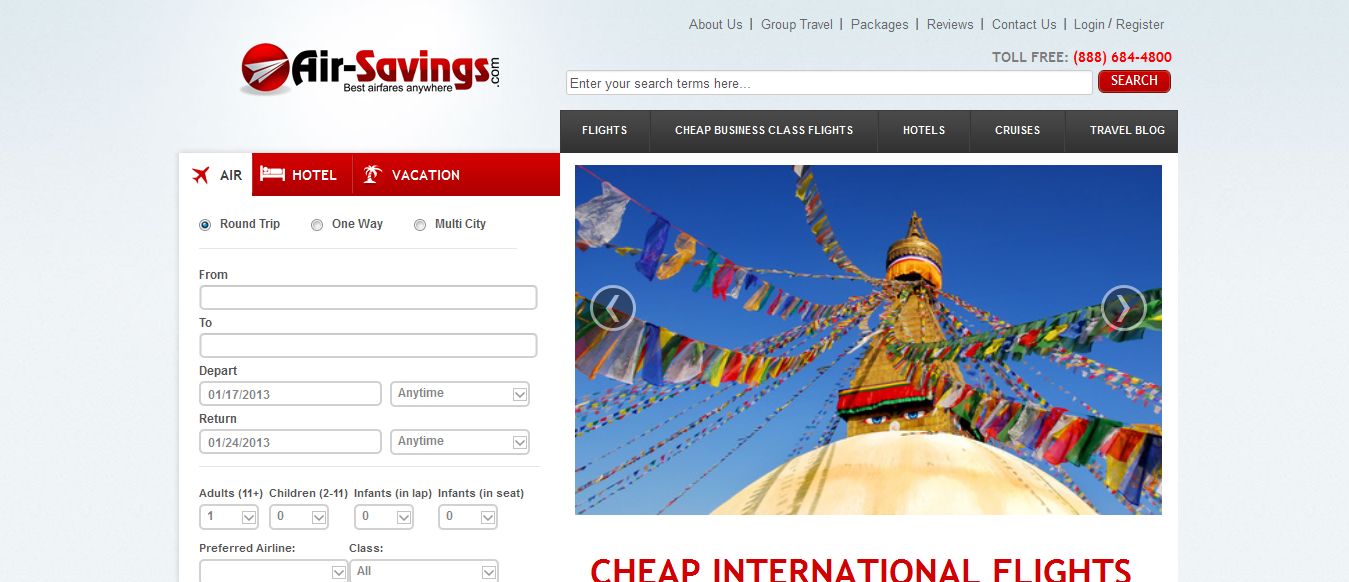 About Us | Group Travel | Packages | Reviews | Contact Us | Login / Register
Air-Savings.com
Best airfares anywhere
TOLL FREE: (888) 684-4800
Enter your search terms here...
SEARCH
FLIGHTS
CHEAP BUSINESS CLASS FLIGHTS
HOTELS
CRUISES
TRAVEL BLOG
AIR
HOTEL
VACATION
Round Trip
One Way
Multi City
From
To
Depart
01/17/2013
Anytime
Return
01/24/2013
Anytime
Adults (11+) Children (2-11) Infants (in lap) Infants (in seat)
1 0 0 0
Preferred Airline: Class:
All
CHEAP INTERNATIONAL FLIGHTS